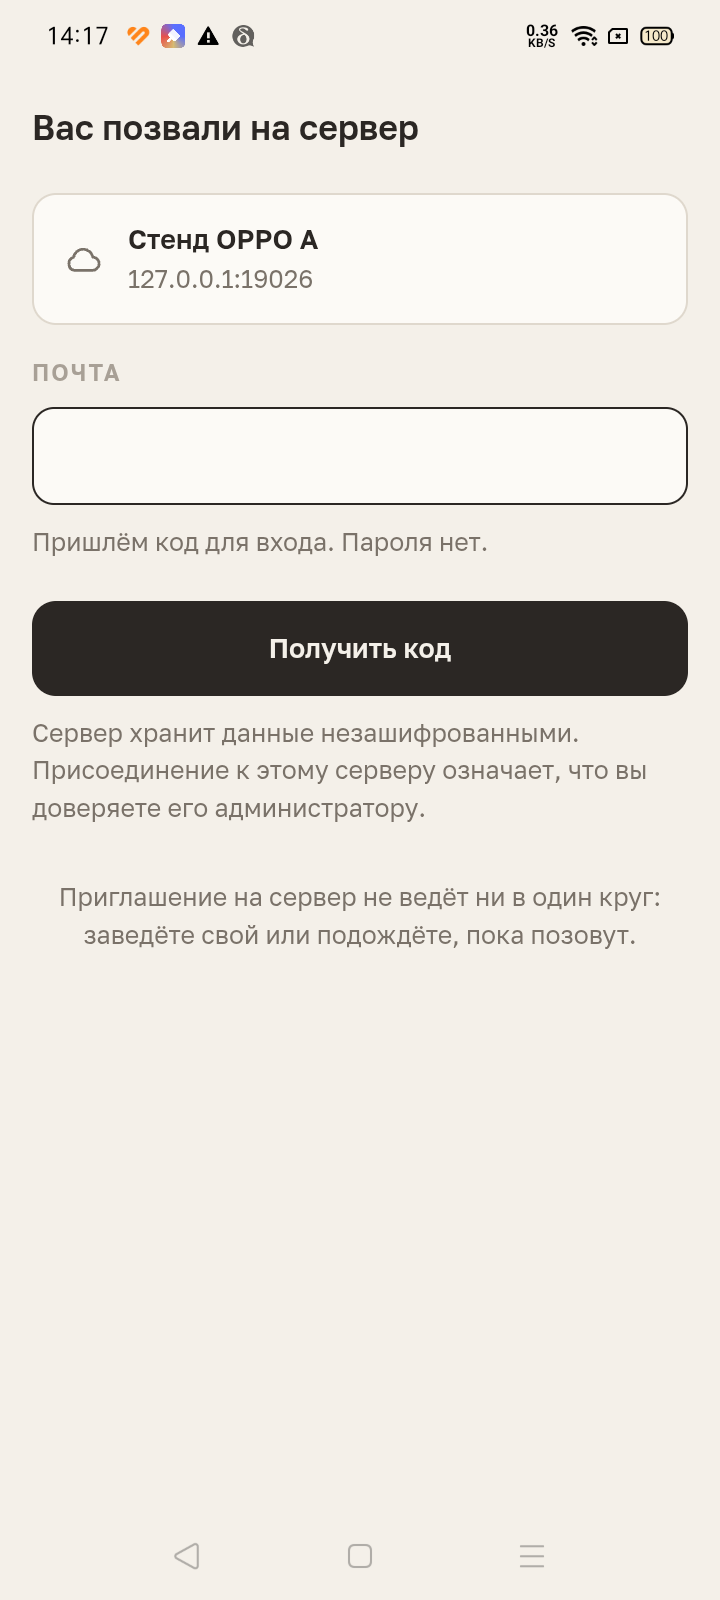 14:17
0.36
KB/S
100
Вас позвали на сервер
Стенд OPPO A
127.0.0.1:19026
ПОЧТА
Пришлём код для входа. Пароля нет.
Получить код
Сервер хранит данные незашифрованными.
Присоединение к этому серверу означает, что вы
доверяете его администратору.
Приглашение на сервер не ведёт ни в один круг:
заведёте свой или подождёте, пока позовут.